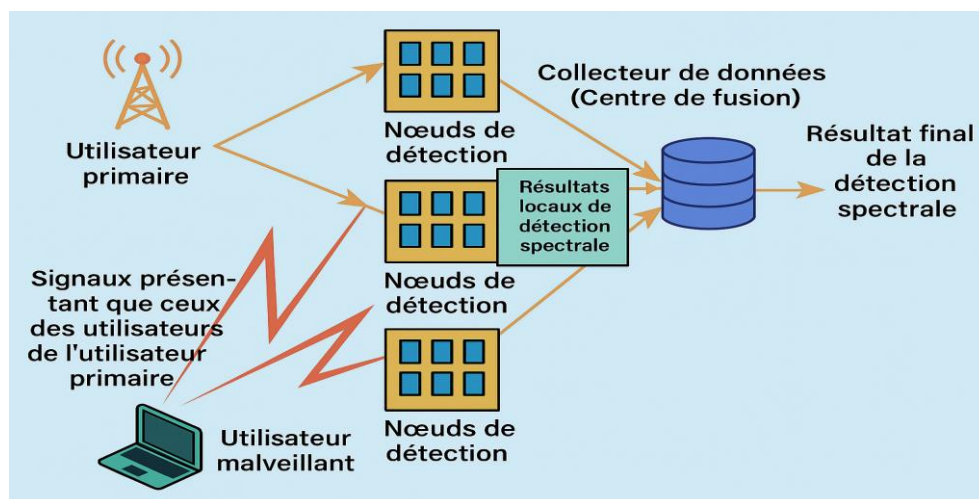 Utilisateur
primaire
Nœuds de
détection
Collecteur de données
(Centre de fusion)
Résultat final
de la
détection
spectrale
Résultats
locaux de
détection
spectrale
Nœuds de
détection
Signaux présen-
tant que ceux
des utilisateurs
de l'utilisateur
primaire
Nœuds de
détection
Utilisateur
malveillant